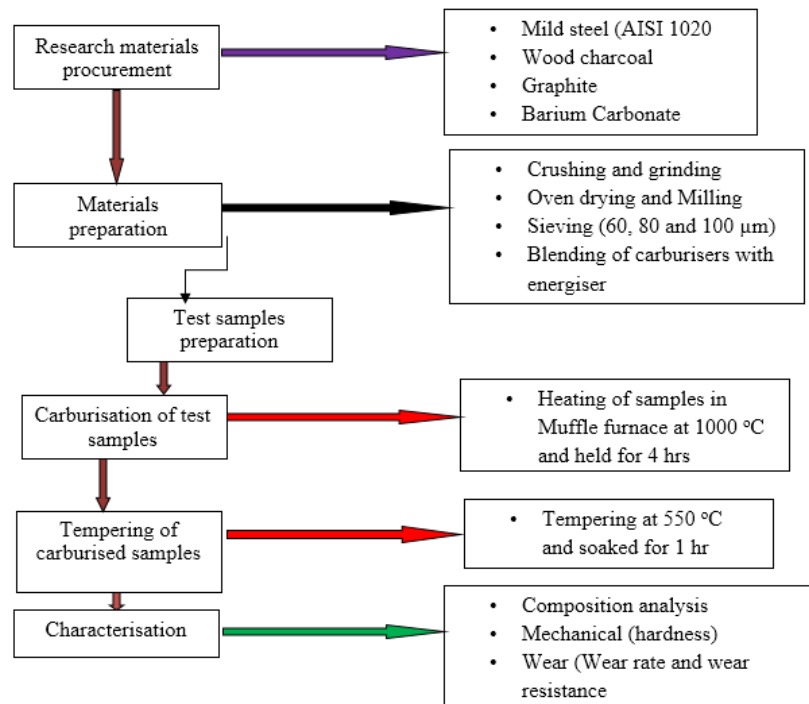 Research materials
procurement
• Mild steel (AISI 1020
• Wood charcoal
• Graphite
• Barium Carbonate
Materials
preparation
• Crushing and grinding
• Oven drying and Milling
• Sieving (60, 80 and 100 µm)
• Blending of carburisers with
energiser
Test samples
preparation
Carburisation of test
samples
• Heating of samples in
Muffle furnace at 1000 °C
and held for 4 hrs
Tempering of
carburised samples
• Tempering at 550 °C
and soaked for 1 hr
Characterisation
• Composition analysis
• Mechanical (hardness)
• Wear (Wear rate and wear
resistance